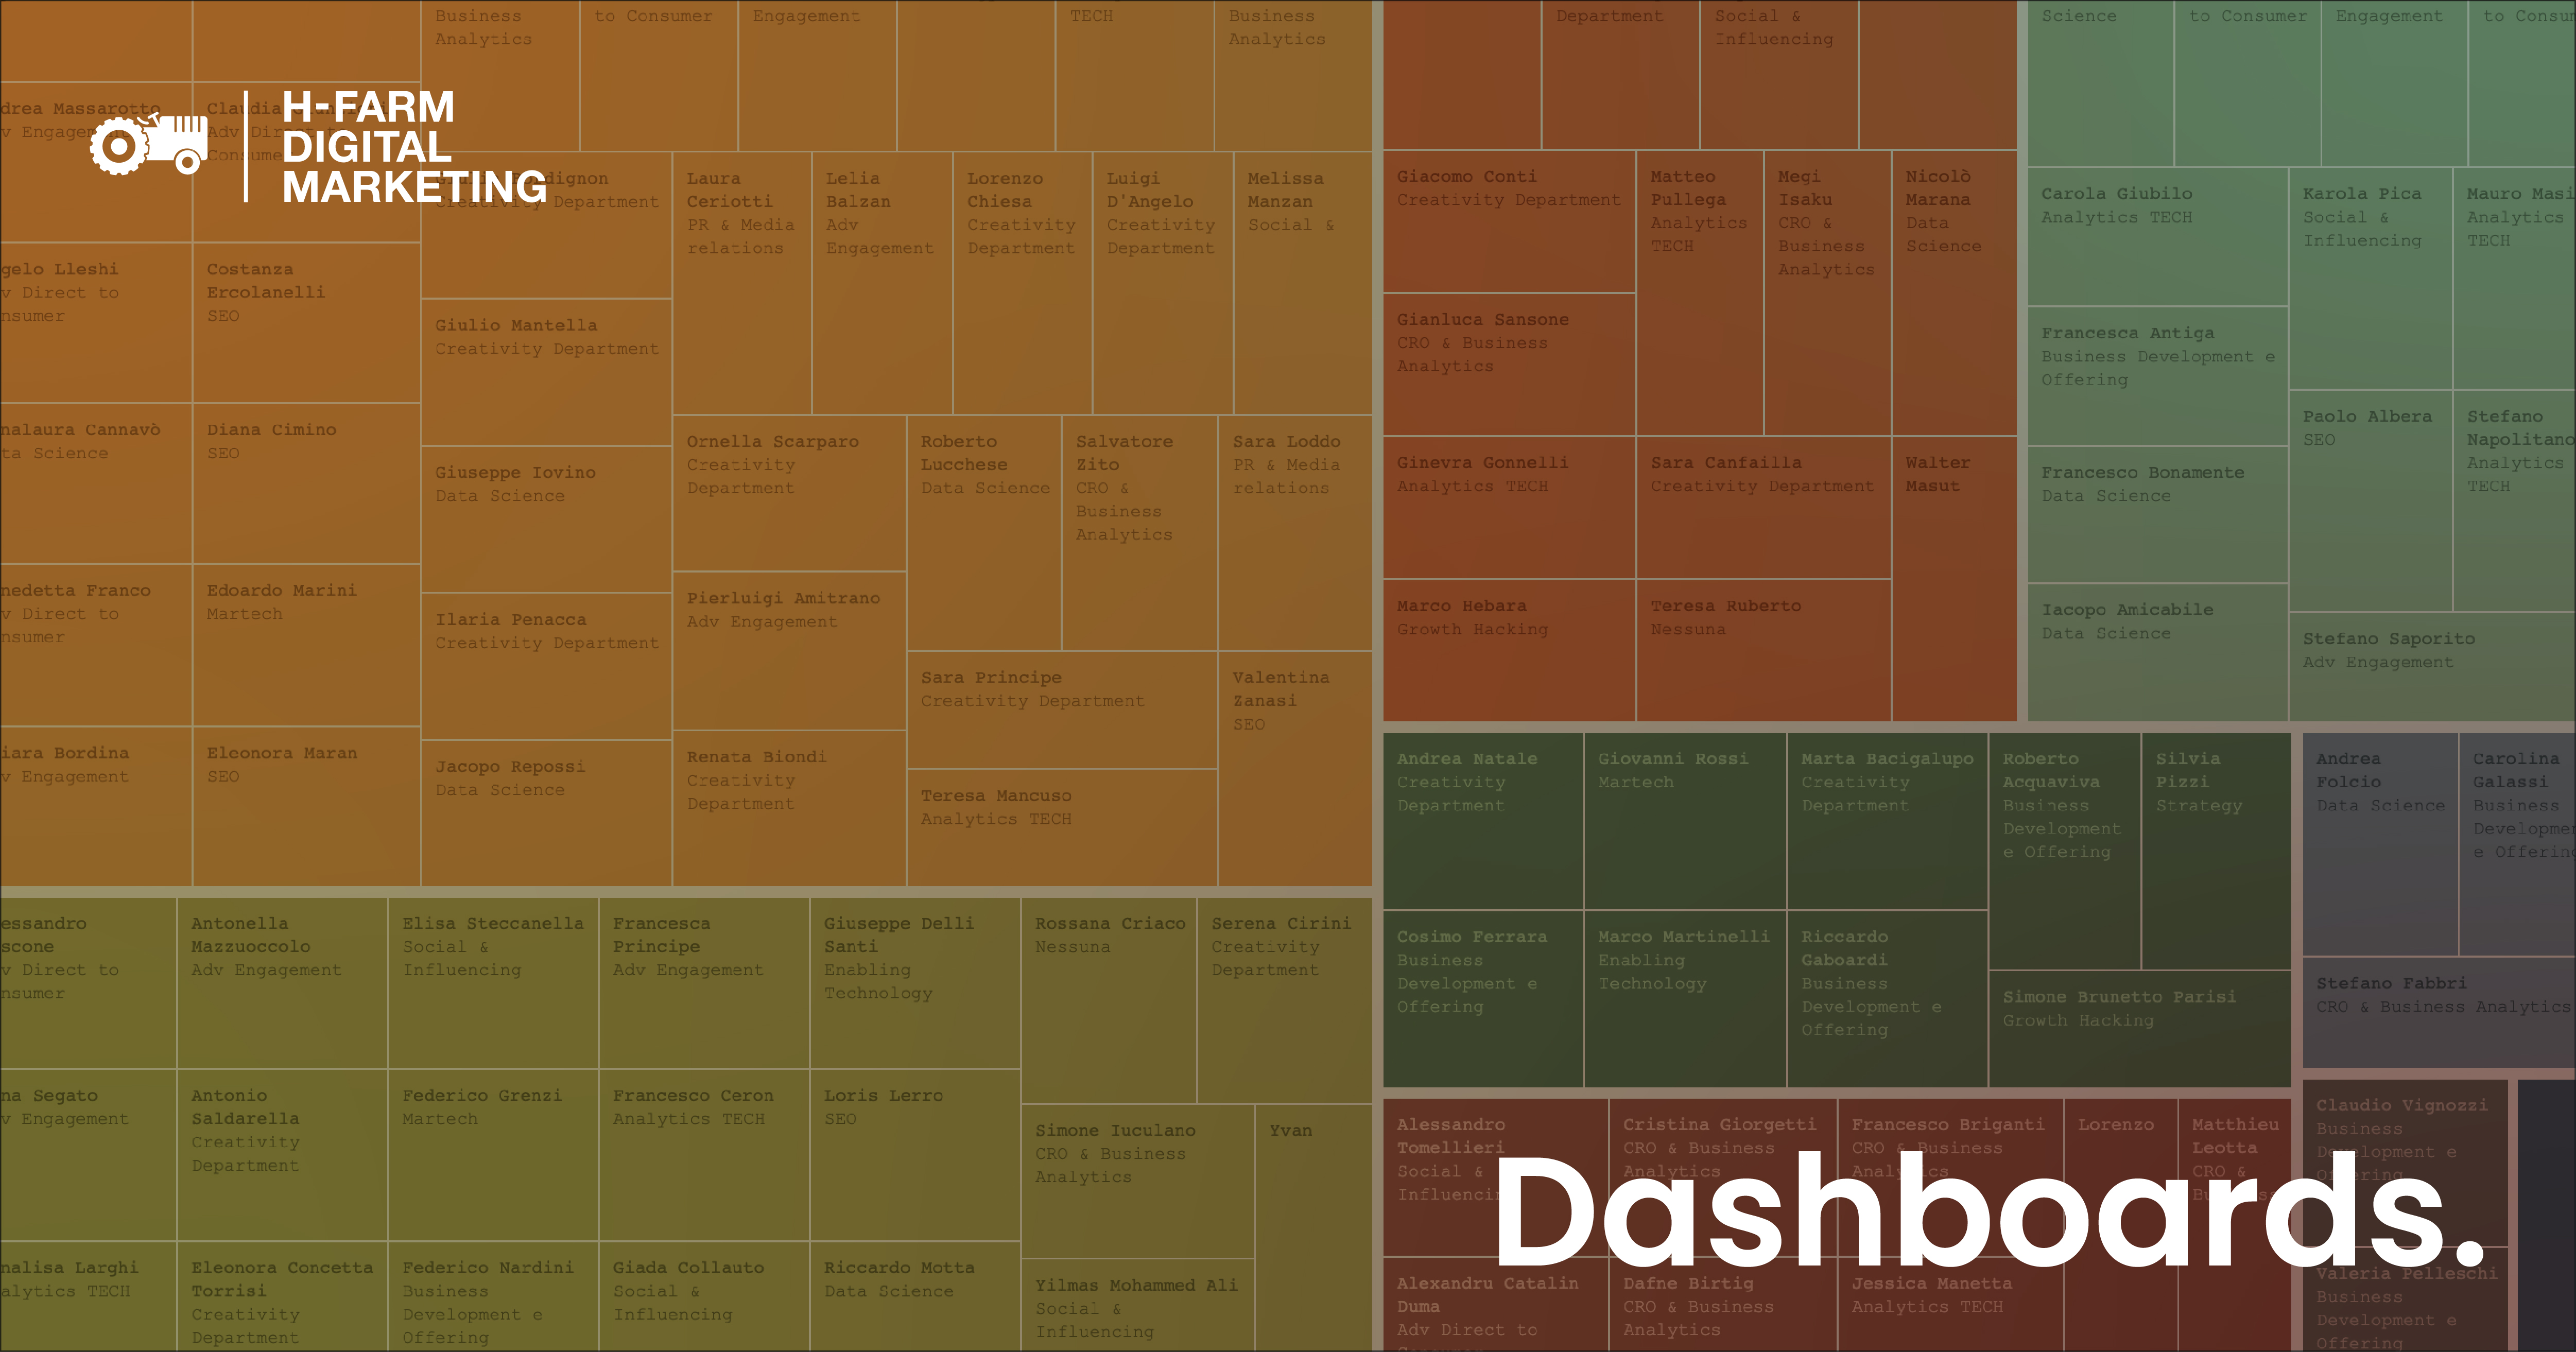 H-FARM
DIGITAL
MARKETING
Dashboards.
Business
Analytics
to Consumer
Engagement
TECH
Business
Analytics
drea Massarotto
Claudia
Adv Direct to
Giulio Mantella
Creativity Department
Laura
Ceriotti
PR & Media
relations
Lelia
Balzan
Adv
Engagement
Lorenzo
Chiesa
Creativity
Department
Luigi
D'Angelo
Creativity
Department
Melissa
Manzan
Social &
gelo Lleshi
v Direct to
nsumer
Costanza
Ercolanelli
SEO
nalaura Cannavò
ta Science
Diana Cimino
SEO
Giuseppe Iovino
Data Science
Ornella Scarparo
Creativity
Department
Roberto
Lucchese
Data Science
Salvatore
Zito
CRO &
Business
Analytics
Sara Loddo
PR & Media
relations
nedetta Franco
v Direct to
nsumer
Edoardo Marini
Martech
Ilaria Penacca
Creativity Department
Pierluigi Amitrano
Adv Engagement
Sara Principe
Creativity Department
Valentina
Zanasi
SEO
iara Bordina
v Engagement
Eleonora Maran
SEO
Jacopo Repossi
Data Science
Renata Biondi
Creativity
Department
Teresa Mancuso
Analytics TECH
Department
Social &
Influencing
Giacomo Conti
Creativity Department
Matteo
Pullega
Analytics
TECH
Megi
Isaku
CRO &
Business
Analytics
Nicolò
Marana
Data
Science
Gianluca Sansone
CRO & Business
Analytics
Ginevra Gonnelli
Analytics TECH
Sara Canfailla
Creativity Department
Walter
Masut
Marco Hebara
Growth Hacking
Teresa Ruberto
Nessuna
Science
to Consumer
Engagement
to Consum
Carola Giubilo
Analytics TECH
Karola Pica
Social &
Influencing
Mauro Masi
Analytics
TECH
Francesca Antiga
Business Development e
Offering
Paolo Albera
SEO
Stefano
Napolitano
Analytics
TECH
Francesco Bonamente
Data Science
Iacopo Amicabile
Data Science
Stefano Saporito
Adv Engagement
essandro
scone
v Direct to
nsumer
Antonella
Mazzuoccolo
Adv Engagement
Elisa Steccanella
Social &
Influencing
Francesca
Principe
Adv Engagement
Giuseppe Delli
Santi
Enabling
Technology
Rossana Criaco
Nessuna
Serena Cirini
Creativity
Department
na Segato
v Engagement
Antonio
Saldarella
Creativity
Department
Federico Grenzi
Martech
Francesco Ceron
Analytics TECH
Loris Lerro
SEO
Simone Iuculano
CRO & Business
Analytics
Yvan
nalisa Larghi
alytics TECH
Eleonora Concetta
Torrisi
Creativity
Department
Federico Nardini
Business
Development e
Offering
Giada Collauto
Social &
Influencing
Riccardo Motta
Data Science
Yilmas Mohammed Ali
Social &
Influencing
Andrea Natale
Creativity
Department
Giovanni Rossi
Martech
Marta Bacigalupo
Creativity
Department
Roberto
Acquaviva
Business
Development
e Offering
Silvia
Pizzi
Strategy
Cosimo Ferrara
Business
Development e
Offering
Marco Martinelli
Enabling
Technology
Riccardo
Gaboardi
Business
Development e
Offering
Simone Brunetto Parisi
Growth Hacking
Andrea
Folcio
Data Science
Carolina
Galassi
Business
Developmen
e Offering
Stefano Fabbri
CRO & Business Analytics
Alessandro
Tomellieri
Social &
Cristina Giorgetti
CRO & Business
Analytics
Francesco Briganti
CRO & Business
Lorenzo
Matthieu
Leotta
CRO &
Claudio Vignozzi
Business
Development e
Alexandru Catalin
Duma
Adv Direct to
Dafne Birtig
CRO & Business
Analytics
Jessica Manetta
Analytics TECH
Valeria Pelleschi
Business
Development e
Offering